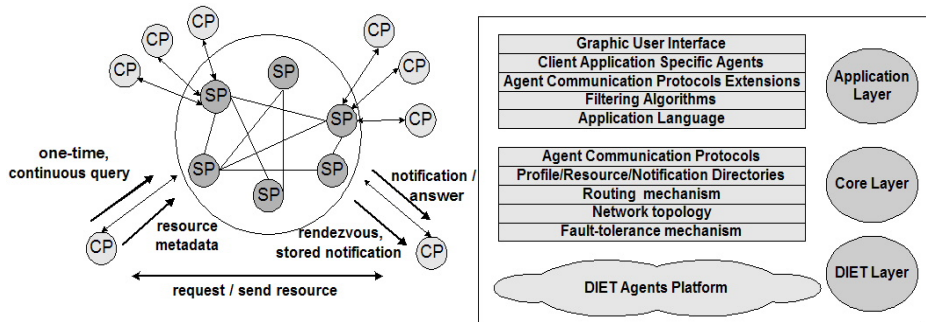 CP
CP
CP
CP
CP
CP
SP
SP
SP
SP
SP
SP
one-time,
continuous query
notification /
answer
CP
resource
metadata
rendezvous,
stored notification
CP
request / send resource
Graphic User Interface
Client Application Specific Agents
Agent Communication Protocols Extensions
Filtering Algorithms
Application Language
Application
Layer
Agent Communication Protocols
Profile/Resource/Notification Directories
Routing mechanism
Network topology
Fault-tolerance mechanism
Core Layer
DIET Agents Platform
DIET Layer